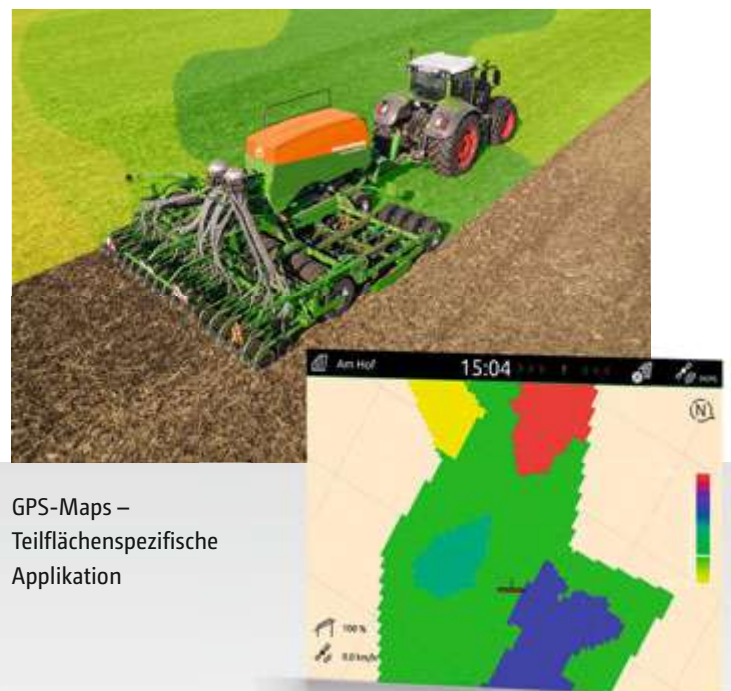 Am Hof
15:04
N
100 %
0.0 km/h
GPS-Maps –
Teilflächenspezifische
Applikation